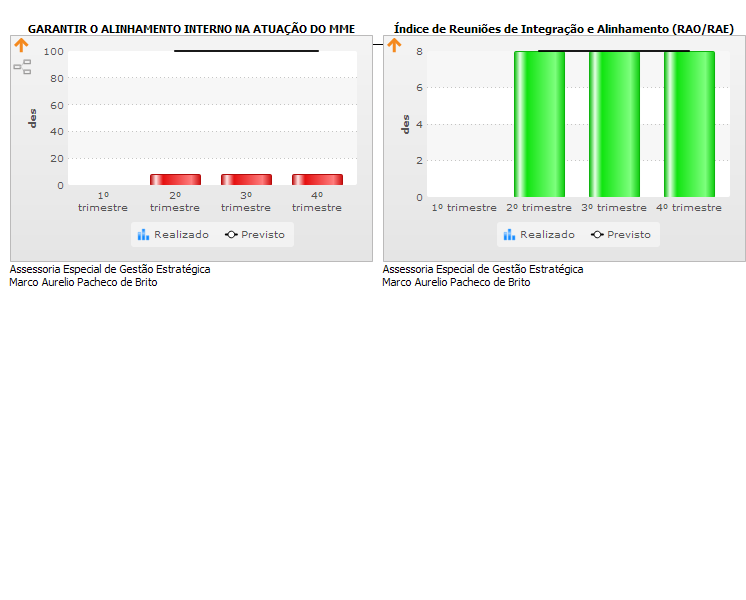 GARANTIR O ALINHAMENTO INTERNO NA ATUAÇÃO DO MME
100
80
60
40
20
0
des
1º trimestre
2º trimestre
3º trimestre
4º trimestre
Realizado
Previsto
Assessoria Especial de Gestão Estratégica
Marco Aurelio Pacheco de Brito
Índice de Reuniões de Integração e Alinhamento (RAO/RAE)
8
6
4
2
0
des
1º trimestre
2º trimestre
3º trimestre
4º trimestre
Realizado
Previsto
Assessoria Especial de Gestão Estratégica
Marco Aurelio Pacheco de Brito